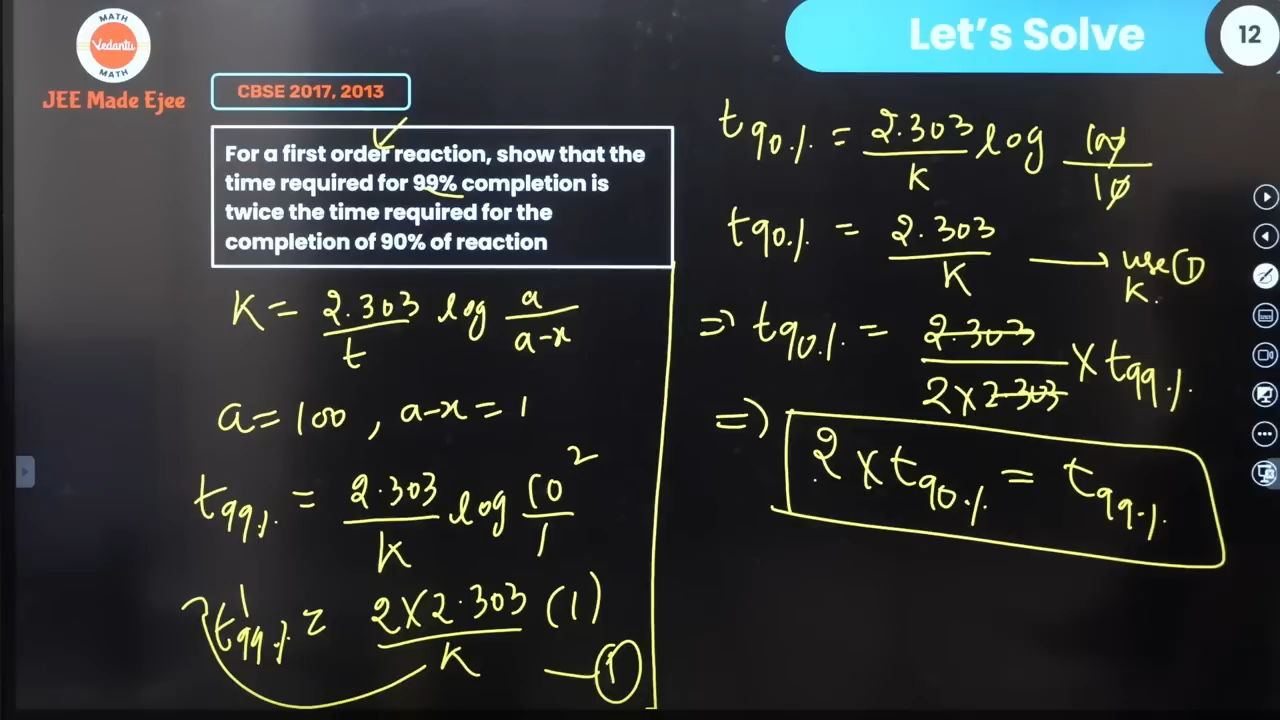 MATH
Vedantu
MATH
JEE Made Ejee
Let's Solve
12
CBSE 2017, 2013
For a first order reaction, show that the
time required for 99% completion is
twice the time required for the
completion of 90% of reaction
K = 2.303/t log a/a-x
a = 100, a-x = 1
t99% = 2.303/K log 10²/1
t99% = 2×2.303/K (1) — ①
t90% = 2.303/K log 100/10
t90% = 2.303/K → use ① K.
⇒ t90% = 2.303/2×2.303 × t99%
⇒ 2×t90% = t99%